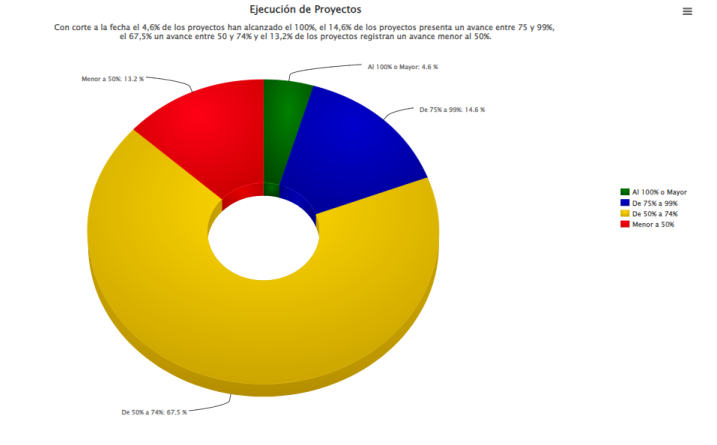 Ejecución de Proyectos
Con corte a la fecha el 4,6% de los proyectos han alcanzado el 100%, el 14,6% de los proyectos presenta un avance entre 75 y 99%,
el 67,5% un avance entre 50 y 74% y el 13,2% de los proyectos registran un avance menor al 50%.
Al 100% o Mayor: 4.6 %
Menor a 50%: 13.2 %
De 75% a 99%: 14.6 %
Al 100% o Mayor
De 75% a 99%
De 50% a 74%
Menor a 50%
De 50% a 74%: 67.5 %